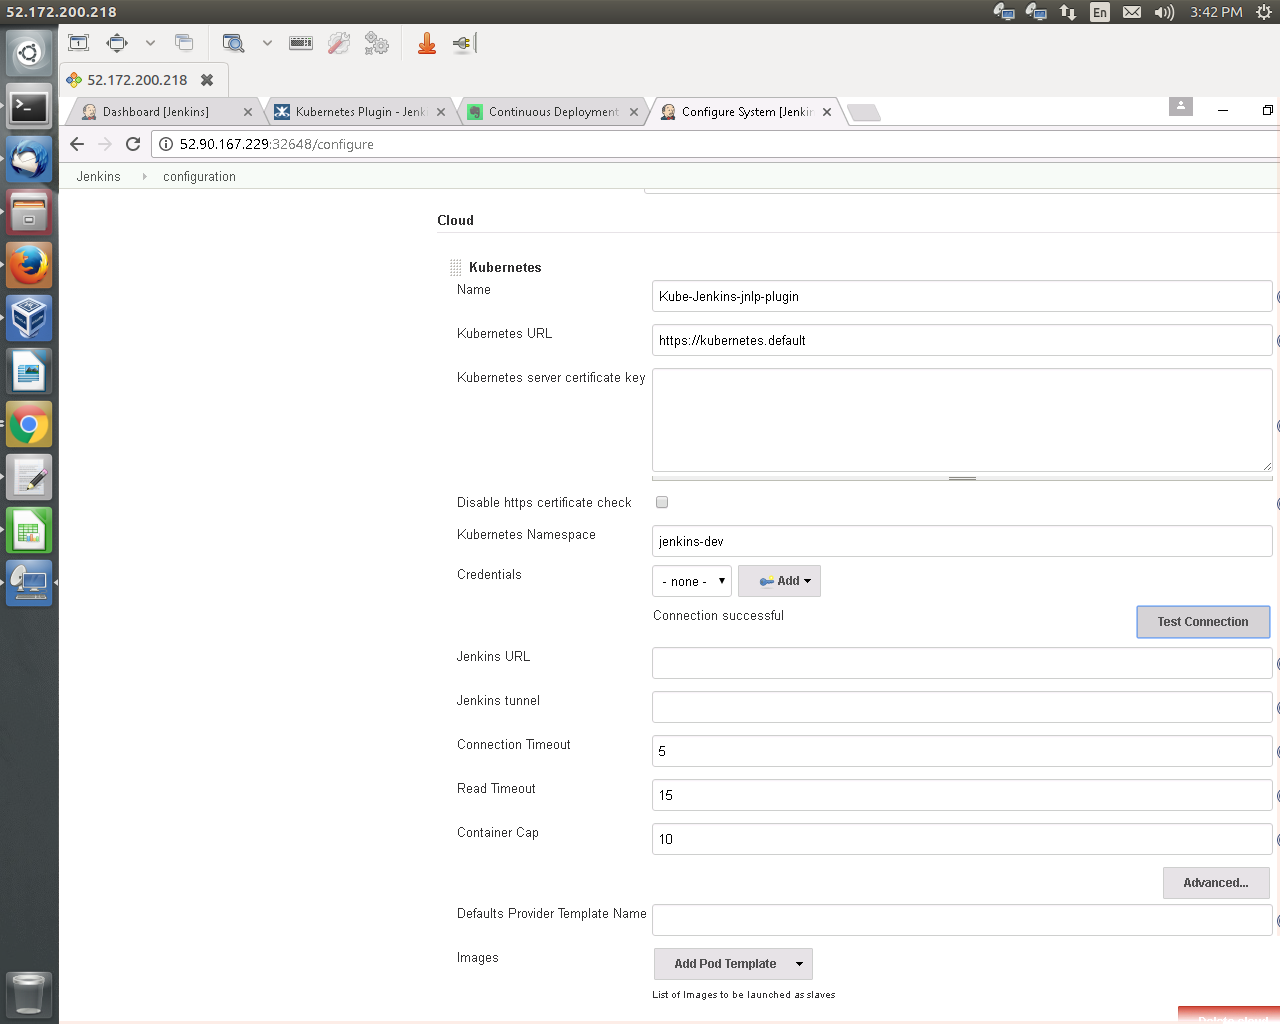 52.172.200.218
En
3:42 PM
52.172.200.218
Dashboard [Jenkins]
Kubernetes Plugin - Jenk
Continuous Deployment
Configure System [Jenkin
52.90.167.229:32648/configure
Jenkins
configuration
Cloud
Kubernetes
Name
Kube-Jenkins-jnlp-plugin
Kubernetes URL
https://kubernetes.default
Kubernetes server certificate key
Disable https certificate check
Kubernetes Namespace
jenkins-dev
Credentials
- none -
Add
Connection successful
Test Connection
Jenkins URL
Jenkins tunnel
Connection Timeout
5
Read Timeout
15
Container Cap
10
Advanced...
Defaults Provider Template Name
Images
Add Pod Template
List of Images to be launched as slaves
Delete cloud